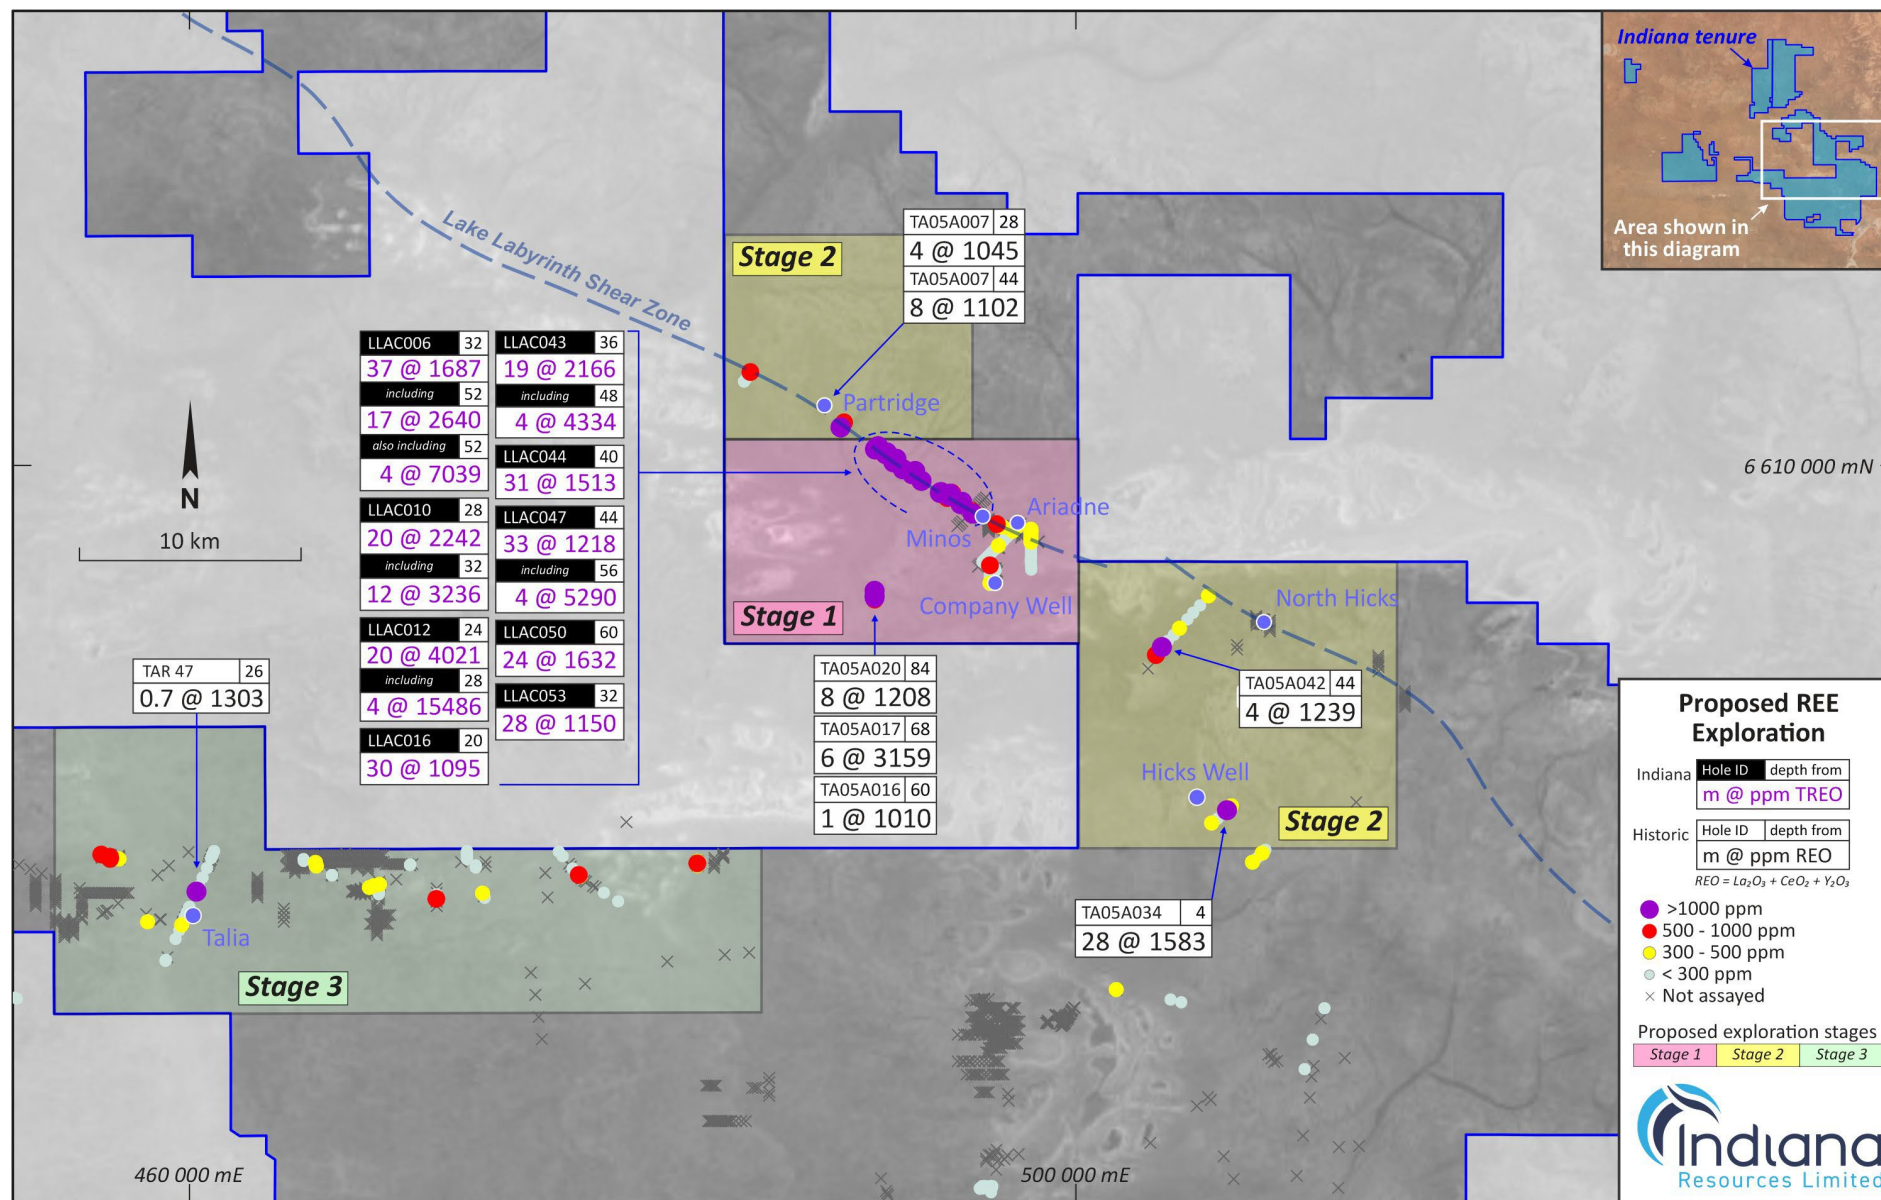 Indiana tenure
Area shown in
this diagram
Lake Labyrinth Shear Zone
Stage 2
TA05A007 28
4 @ 1045
TA05A007 44
8 @ 1102
Partridge
LLAC006 32
37 @ 1687
including 52
17 @ 2640
also including 52
4 @ 7039
LLAC010 28
20 @ 2242
including 32
12 @ 3236
LLAC012 24
20 @ 4021
including 28
4 @ 15486
LLAC016 20
30 @ 1095
LLAC043 36
19 @ 2166
including 48
4 @ 4334
LLAC044 40
31 @ 1513
LLAC047 44
33 @ 1218
including 56
4 @ 5290
LLAC050 60
24 @ 1632
LLAC053 32
28 @ 1150
N
10 km
6 610 000 mN
Ariadne
Minos
Company Well
Stage 1
North Hicks
TA05A020 84
8 @ 1208
TA05A017 68
6 @ 3159
TA05A016 60
1 @ 1010
TA05A042 44
4 @ 1239
Hicks Well
Stage 2
TA05A034 4
28 @ 1583
TAR 47 26
0.7 @ 1303
Talia
Stage 3
460 000 mE
500 000 mE
Proposed REE
Exploration
Indiana
Hole ID depth from
m @ ppm TREO
Historic
Hole ID depth from
m @ ppm REO
REO = La₂O₃ + CeO₂ + Y₂O₃
>1000 ppm
500 - 1000 ppm
300 - 500 ppm
< 300 ppm
Not assayed
Proposed exploration stages
Stage 1 Stage 2 Stage 3
Indiana
Resources Limited